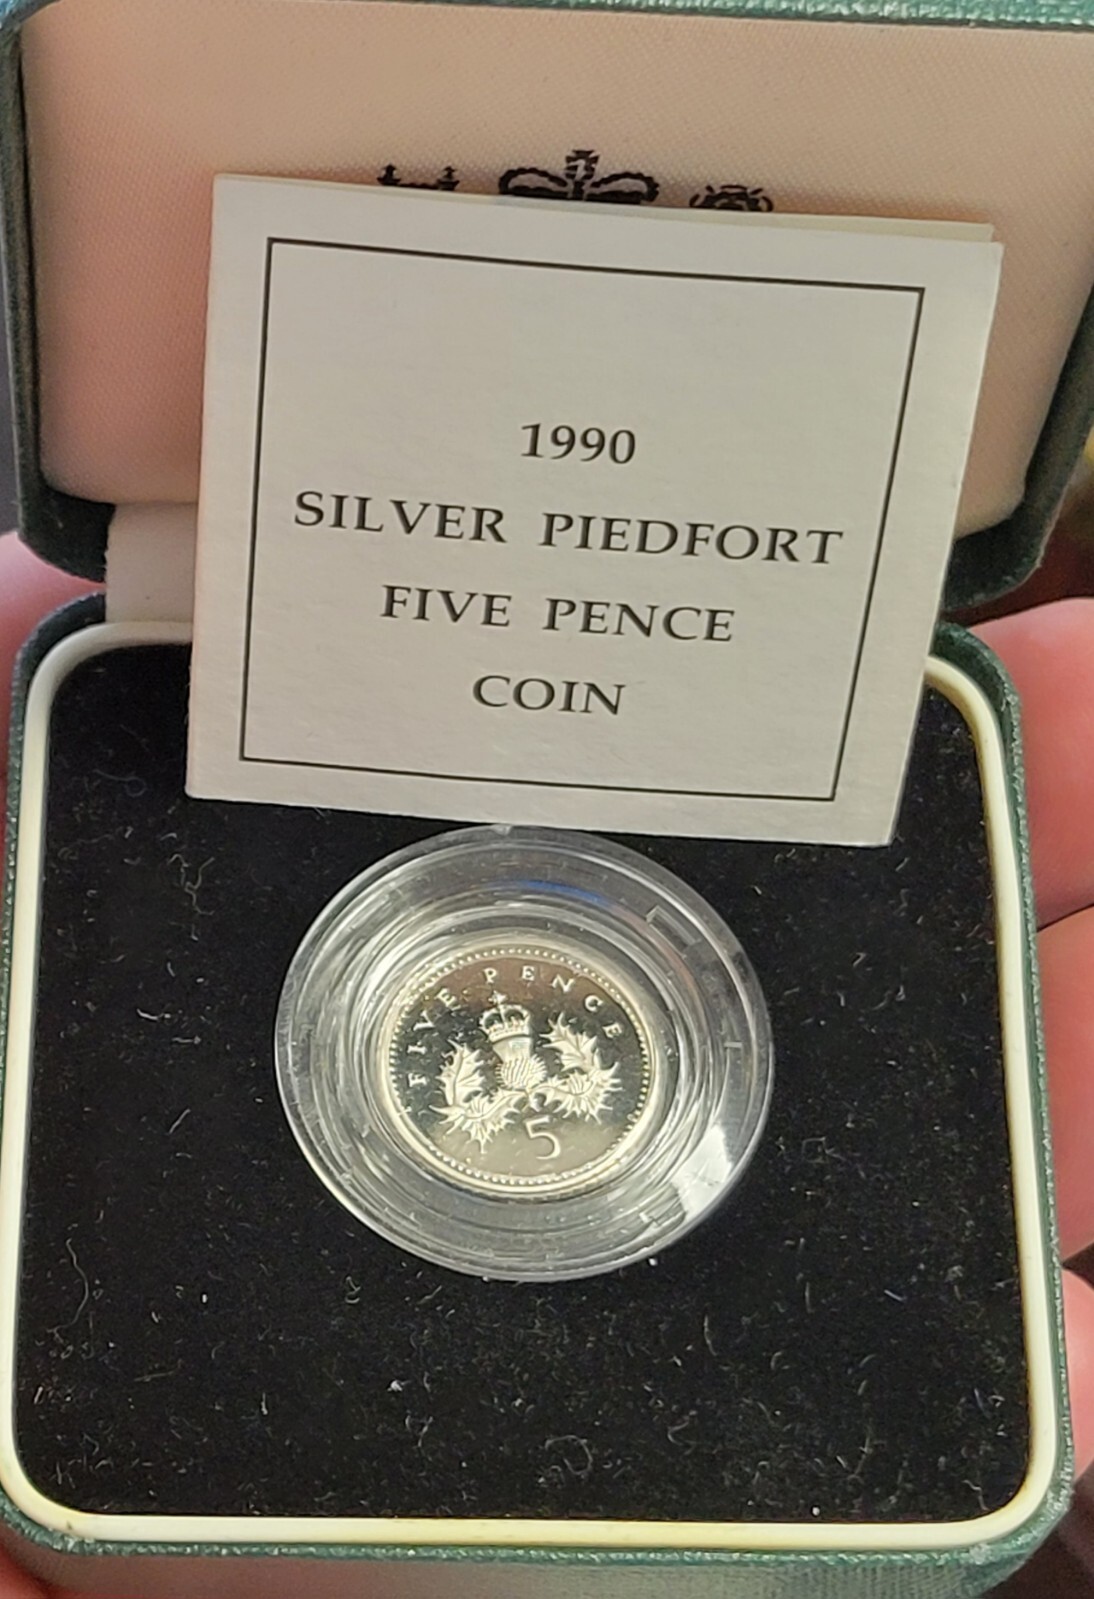 1990
SILVER PIEDFORT
FIVE PENCE
COIN
FIVE PENCE
5